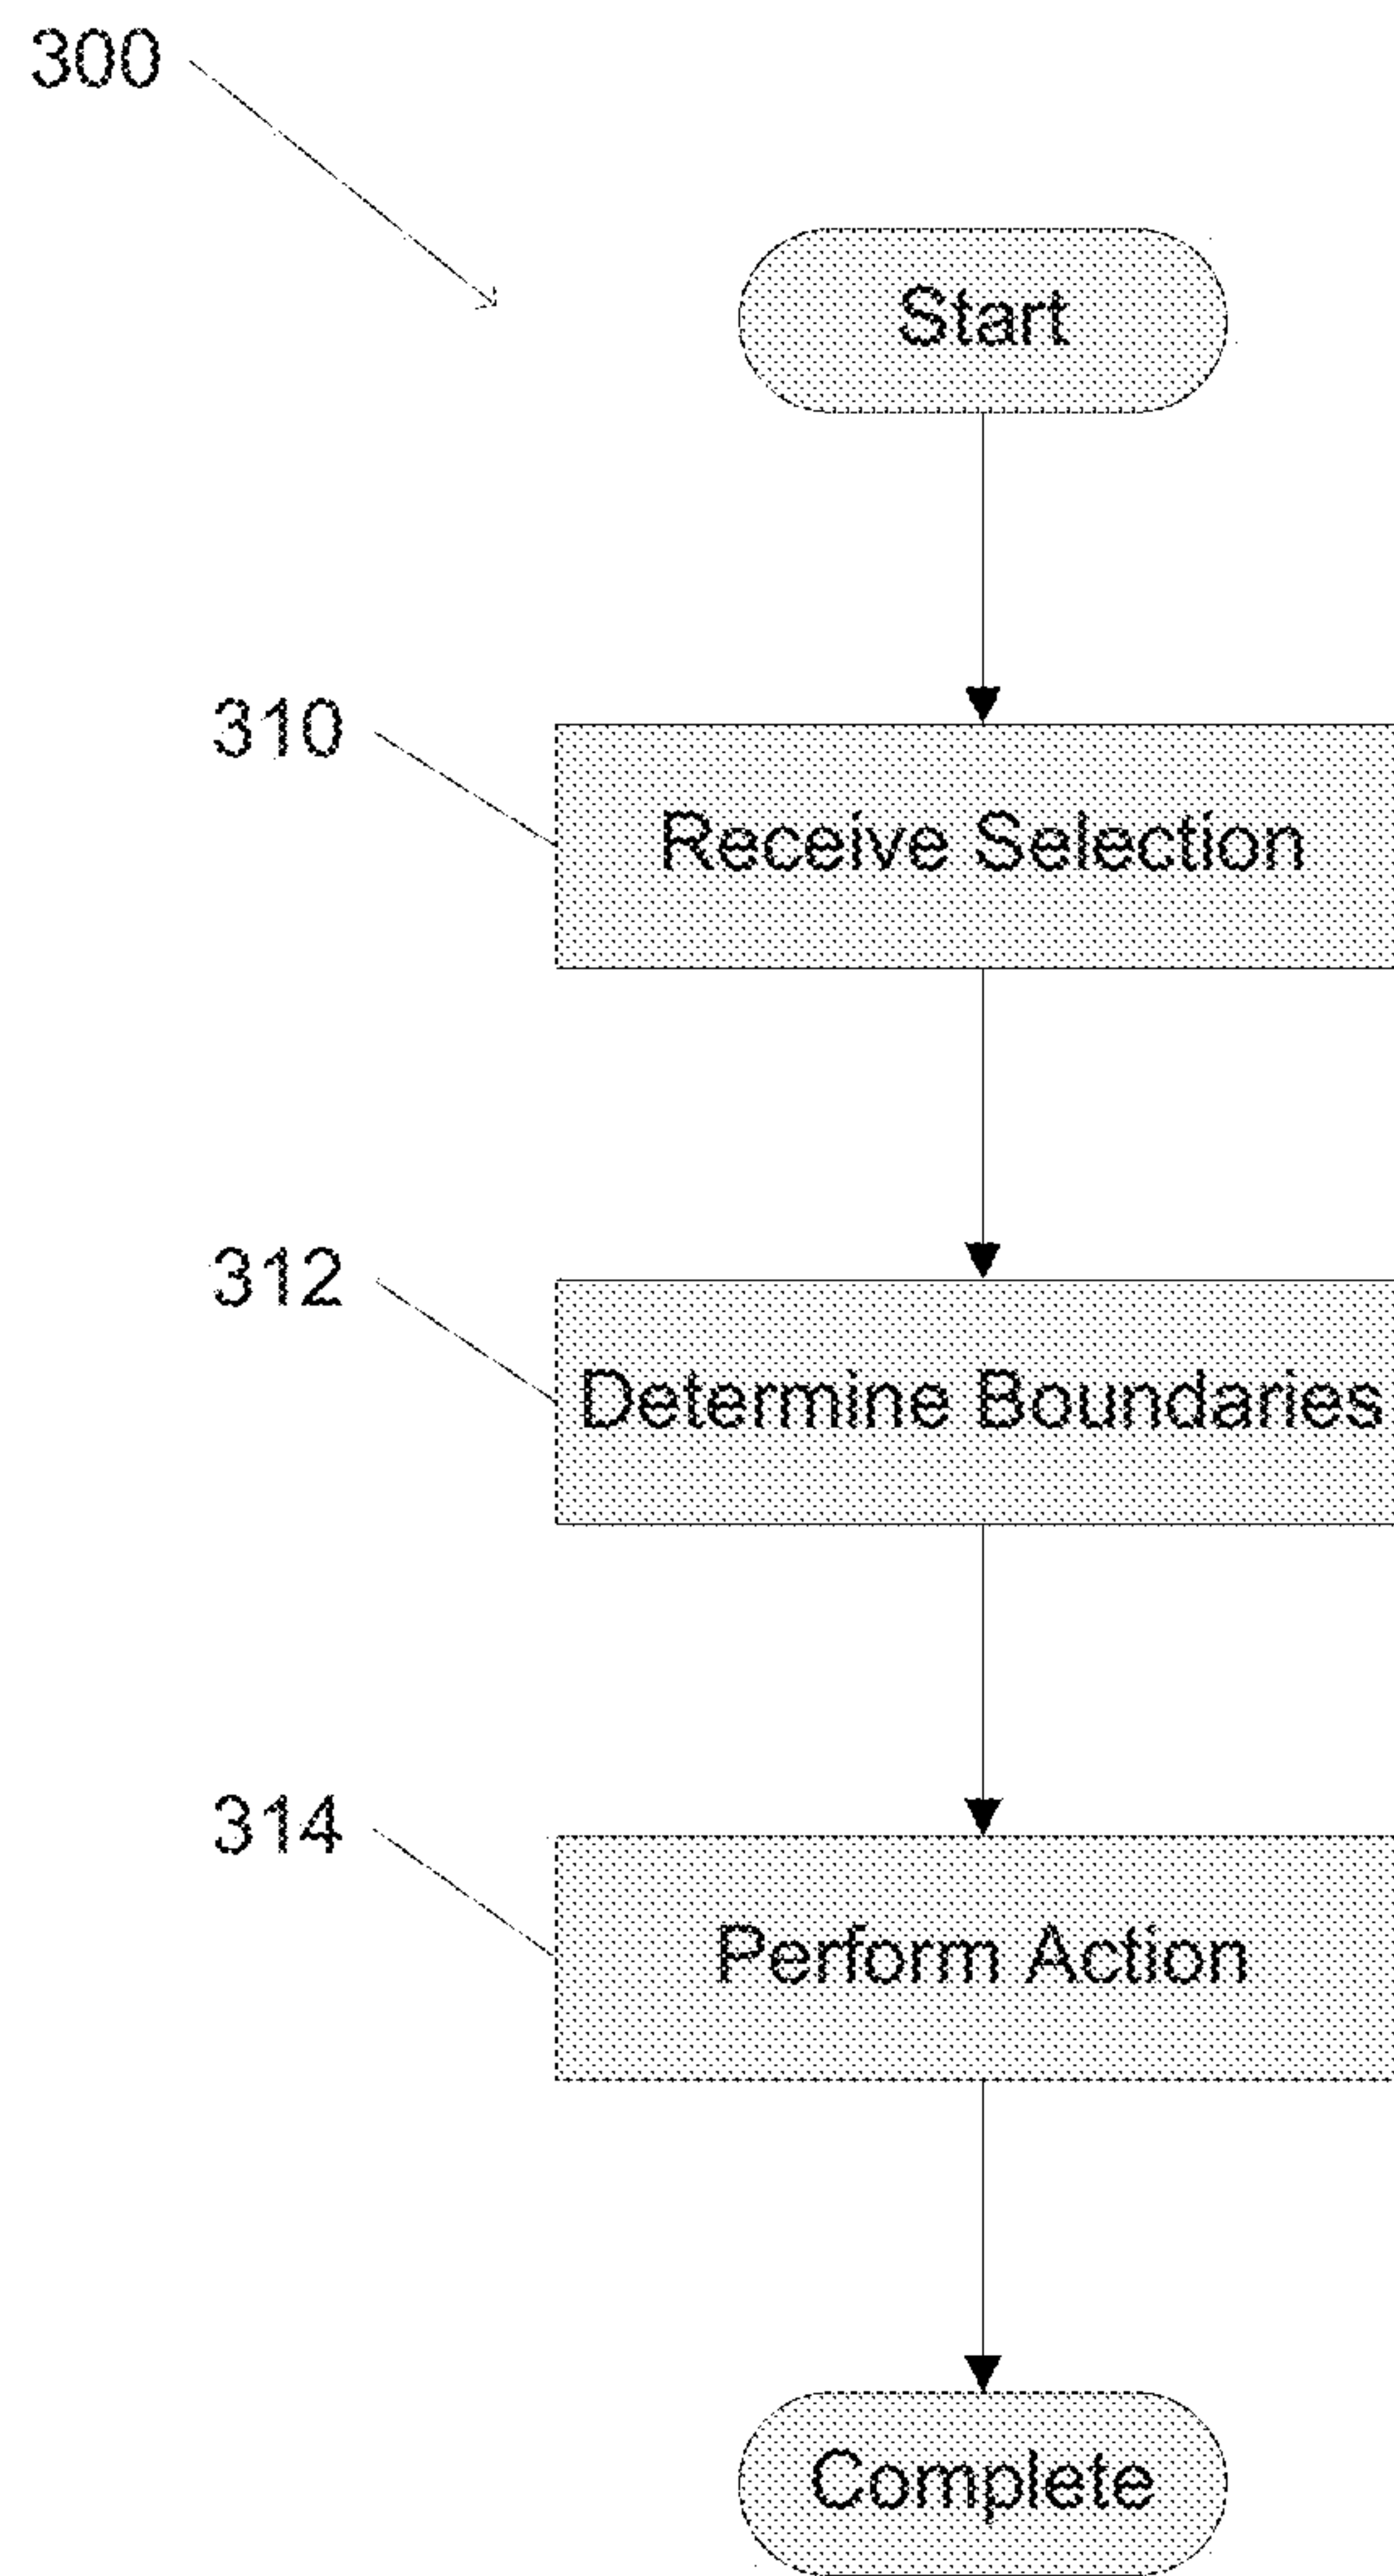 300
Start
310
Receive Selection
312
Determine Boundaries
314
Perform Action
Complete